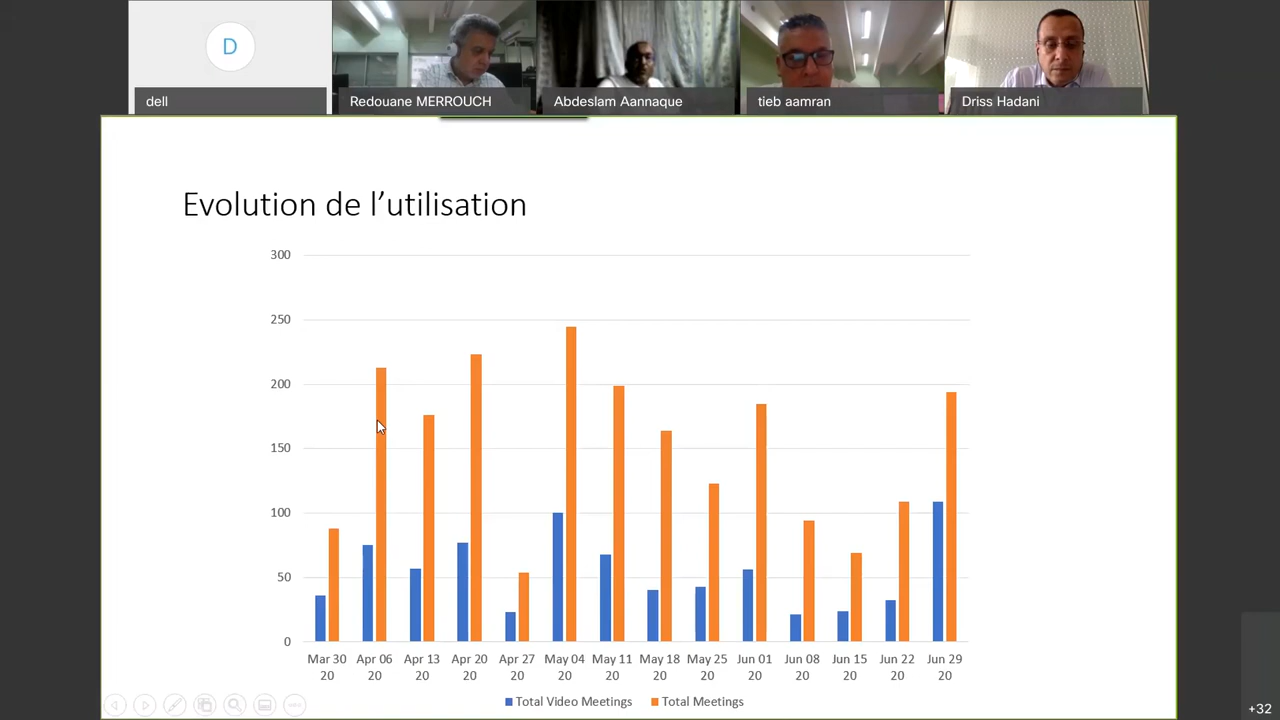 D
dell
Redouane MERROUCH
Abdeslam Aannaque
tieb aamran
Driss Hadani
Evolution de l’utilisation
300
250
200
150
100
50
0
Mar 30 Apr 06 Apr 13 Apr 20 Apr 27 May 04 May 11 May 18 May 25 Jun 01 Jun 08 Jun 15 Jun 22 Jun 29
20 20 20 20 20 20 20 20 20 20 20 20 20 20
Total Video Meetings Total Meetings
+32